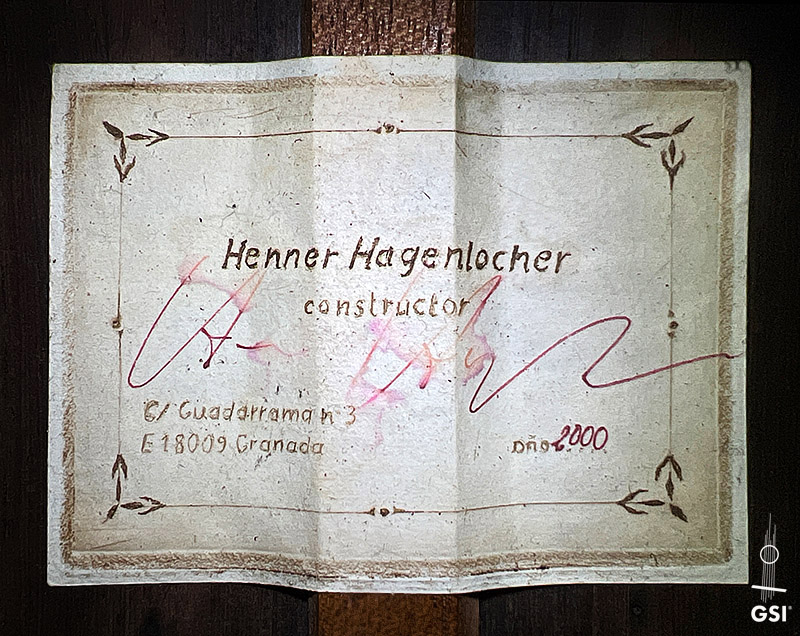 Henner Hagenlocher
constructor
C/ Guadarrama n 3
E 18009 Granada
año 2000
GSI